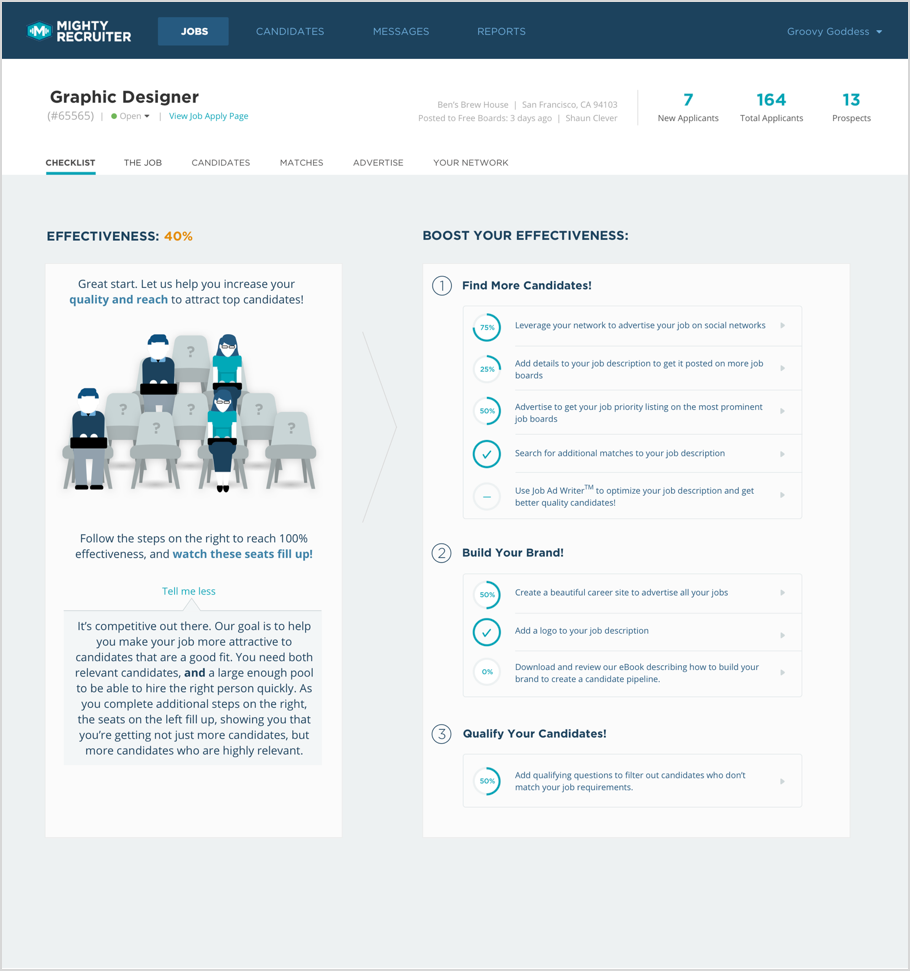 MIGHTY
RECRUITER
JOBS
CANDIDATES
MESSAGES
REPORTS
Groovy Goddess
Graphic Designer
(#65565) | Open | View Job Apply Page
Ben's Brew House | San Francisco, CA 94103
Posted to Free Boards: 3 days ago | Shaun Clever
7
New Applicants
164
Total Applicants
13
Prospects
CHECKLIST
THE JOB
CANDIDATES
MATCHES
ADVERTISE
YOUR NETWORK
EFFECTIVENESS: 40%
Great start. Let us help you increase your
quality and reach to attract top candidates!
?
?
?
?
?
Follow the steps on the right to reach 100%
effectiveness, and watch these seats fill up!
Tell me less
It's competitive out there. Our goal is to help
you make your job more attractive to
candidates that are a good fit. You need both
relevant candidates, and a large enough pool
to be able to hire the right person quickly. As
you complete additional steps on the right,
the seats on the left fill up, showing you that
you're getting not just more candidates, but
more candidates who are highly relevant.
BOOST YOUR EFFECTIVENESS:
1 Find More Candidates!
75% Leverage your network to advertise your job on social networks
25% Add details to your job description to get it posted on more job
boards
50% Advertise to get your job priority listing on the most prominent
job boards
Search for additional matches to your job description
Use Job Ad Writer™ to optimize your job description and get
better quality candidates!
2 Build Your Brand!
50% Create a beautiful career site to advertise all your jobs
Add a logo to your job description
0% Download and review our eBook describing how to build your
brand to create a candidate pipeline.
3 Qualify Your Candidates!
50% Add qualifying questions to filter out candidates who don't
match your job requirements.